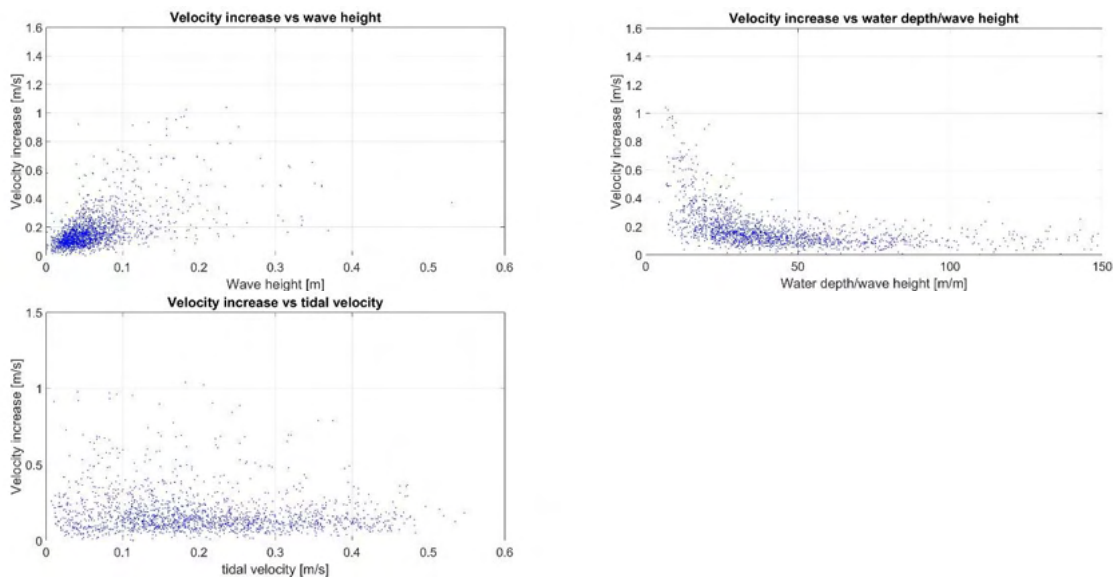 Velocity increase vs wave height
1.6
1.4
1.2
1
0.8
0.6
0.4
0.2
0
Velocity increase [m/s]
0 0.1 0.2 0.3 0.4 0.5 0.6
Wave height [m]
Velocity increase vs water depth/wave height
1.6
1.4
1.2
1
0.8
0.6
0.4
0.2
0
Velocity increase [m/s]
0 50 100 150
Water depth/wave height [m/m]
Velocity increase vs tidal velocity
1.5
1
0.5
0
Velocity increase [m/s]
0 0.1 0.2 0.3 0.4 0.5 0.6
tidal velocity [m/s]